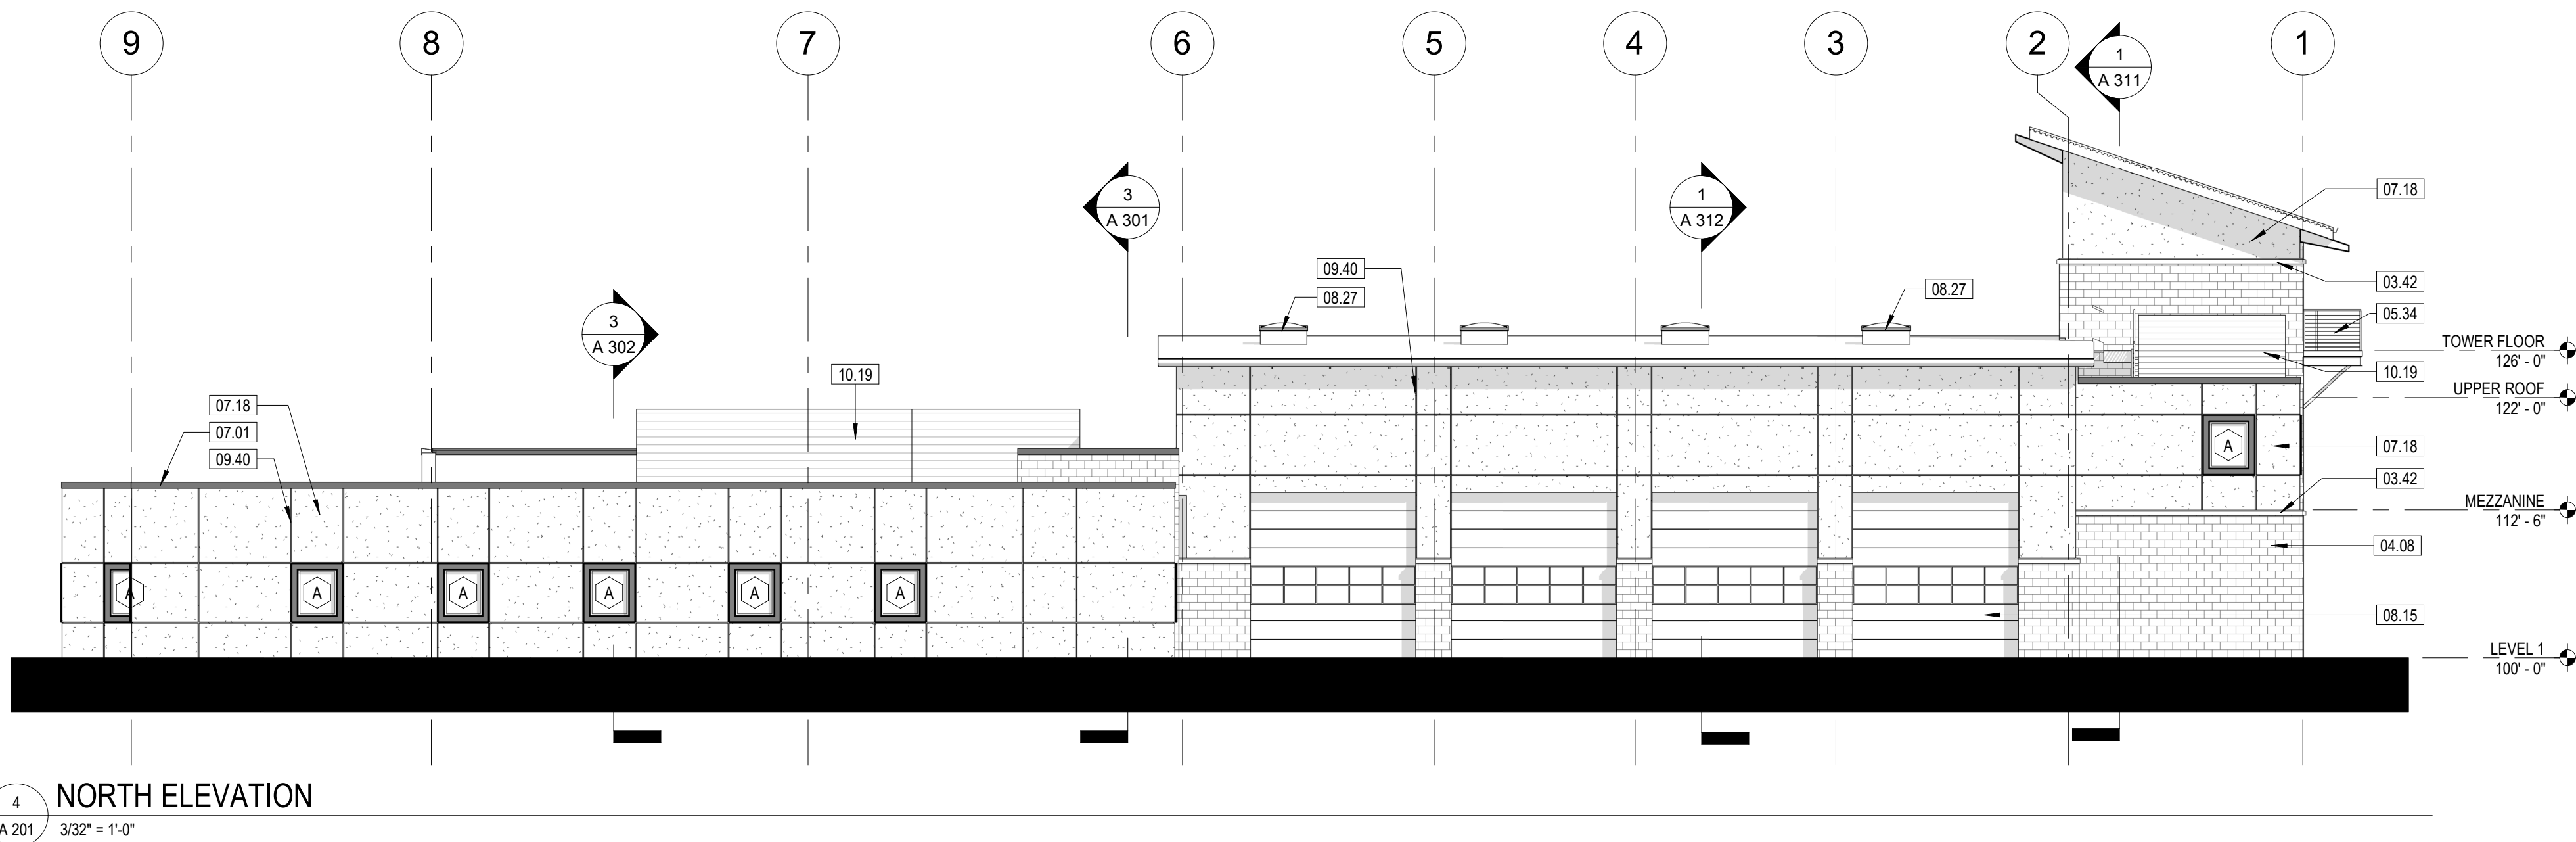 9
8
7
6
5
4
3
2
1
1
A 311
3
A 301
1
A 312
3
A 302
07.18
03.42
05.34
09.40
08.27
08.27
TOWER FLOOR
126' - 0"
10.19
UPPER ROOF
122' - 0"
10.19
07.18
07.01
09.40
A
07.18
03.42
MEZZANINE
112' - 6"
04.08
A
A
A
A
A
A
08.15
LEVEL 1
100' - 0"
4
A 201
NORTH ELEVATION
3/32" = 1'-0"